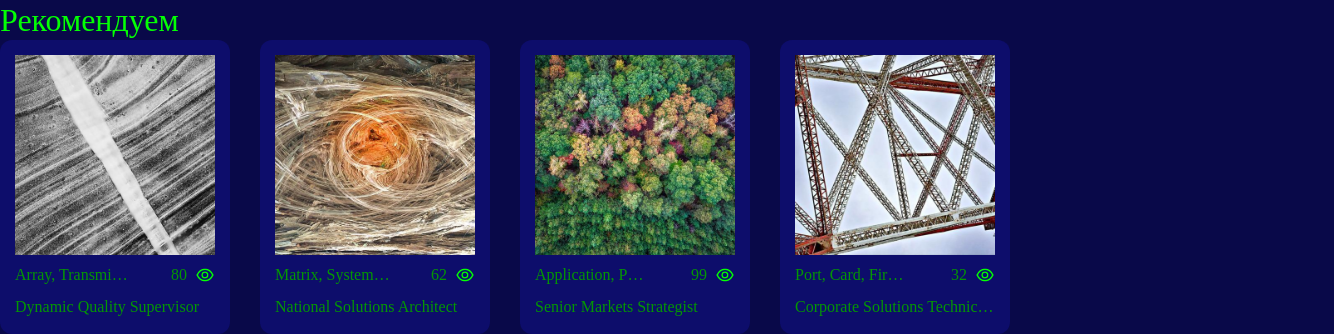 Рекомендуем
Array, Transmi… 80
Dynamic Quality Supervisor
Matrix, System… 62
National Solutions Architect
Application, P… 99
Senior Markets Strategist
Port, Card, Fir… 32
Corporate Solutions Technic…